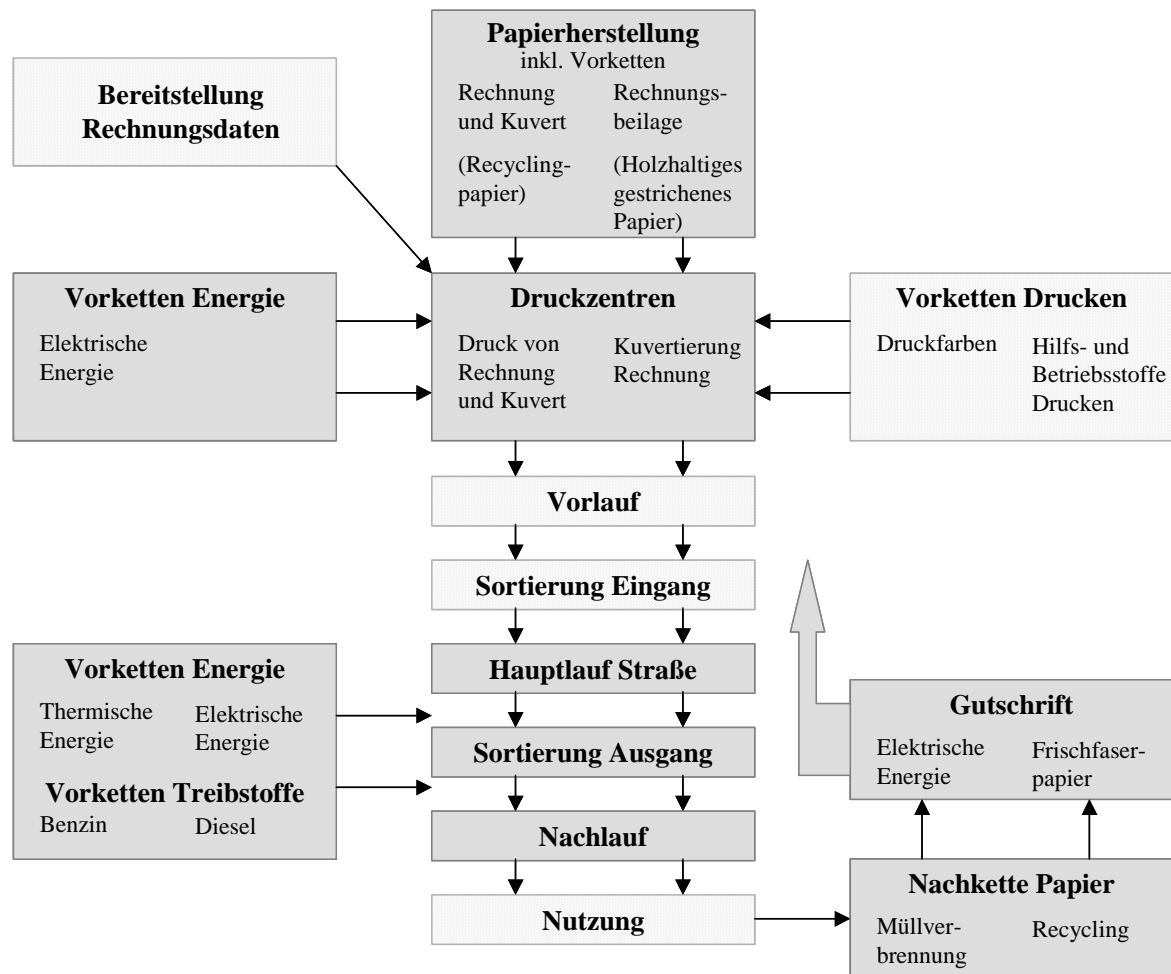 Papierherstellung
inkl. Vorketten
Rechnung
und Kuvert
(Recycling-
papier)
Rechnungs-
beilage
(Holzhaltiges
gestrichenes
Papier)
Bereitstellung
Rechnungsdaten
Vorketten Energie
Elektrische
Energie
Druckzentren
Druck von
Rechnung
und Kuvert
Kuvertierung
Rechnung
Vorketten Drucken
Druckfarben
Hilfs- und
Betriebsstoffe
Drucken
Vorlauf
Sortierung Eingang
Hauptlauf Straße
Vorketten Energie
Thermische
Energie
Elektrische
Energie
Vorketten Treibstoffe
Benzin
Diesel
Sortierung Ausgang
Nachlauf
Nutzung
Gutschrift
Elektrische
Energie
Frischfaser-
papier
Nachkette Papier
Müllver-
brennung
Recycling